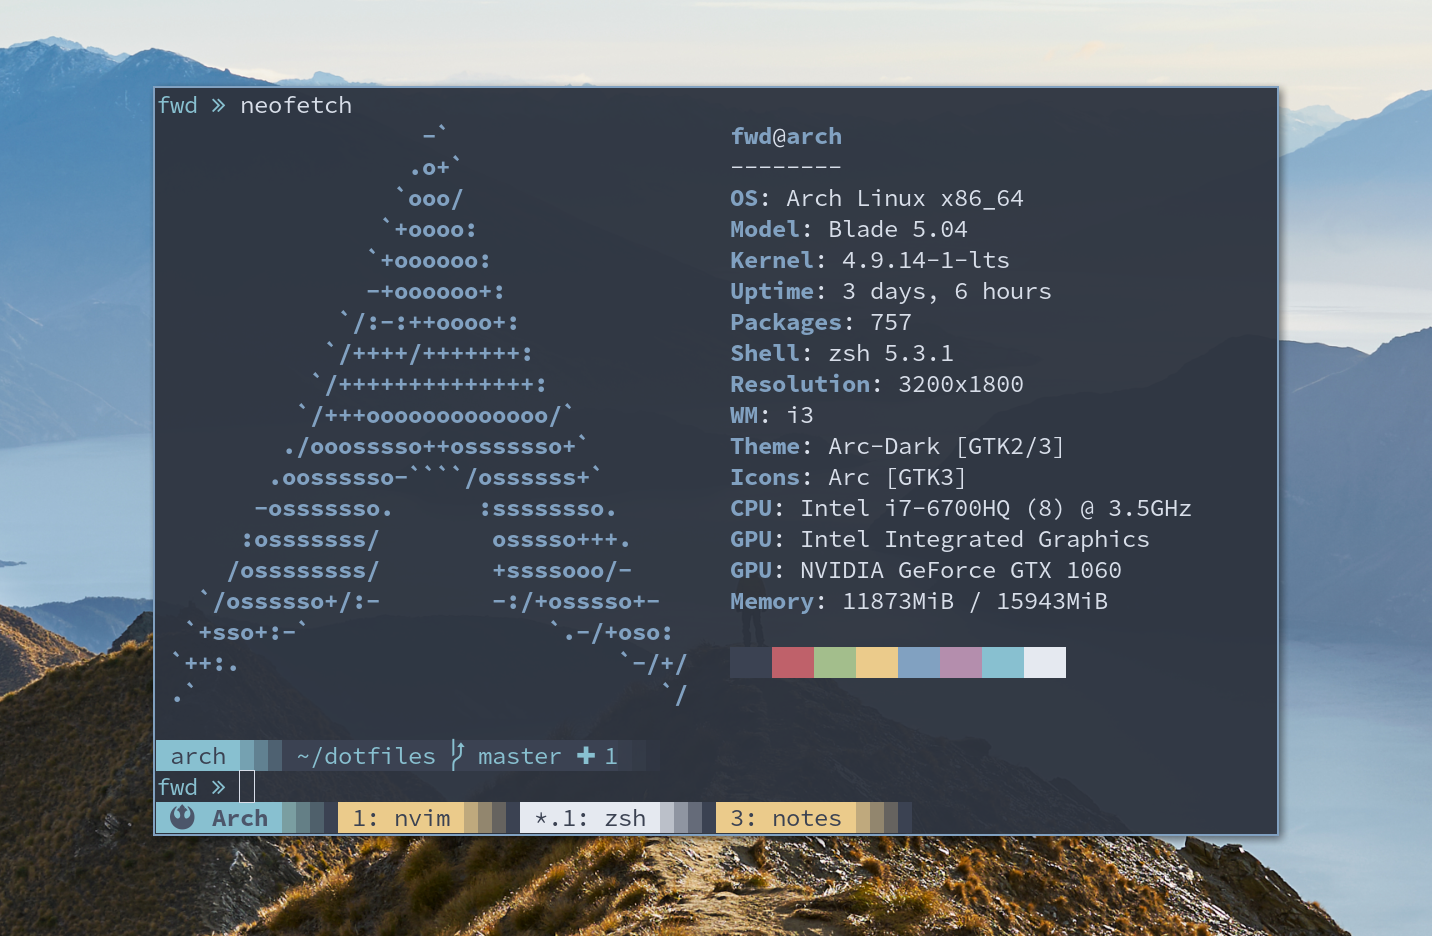 fwd » neofetch
-`
fwd@arch
.o+`
--------
`ooo/
OS: Arch Linux x86_64
`+oooo:
Model: Blade 5.04
`+oooooo:
Kernel: 4.9.14-1-lts
-+oooooo+:
Uptime: 3 days, 6 hours
`/:-:++oooo+:
Packages: 757
`/++++/+++++++:
Shell: zsh 5.3.1
`/++++++++++++++:
Resolution: 3200x1800
`/+++ooooooooooooo/`
WM: i3
./ooosssso++osssssso+`
Theme: Arc-Dark [GTK2/3]
.oossssso-````/ossssss+`
Icons: Arc [GTK3]
-osssssso.      :ssssssso.
CPU: Intel i7-6700HQ (8) @ 3.5GHz
:osssssss/        osssso+++.
GPU: Intel Integrated Graphics
/ossssssss/        +ssssooo/-
GPU: NVIDIA GeForce GTX 1060
`/ossssso+/:-        -:/+osssso+-
Memory: 11873MiB / 15943MiB
`+sso+:-`                 `.-/+oso:
`++:.                           `-/+/
.`                                 `/
arch ~/dotfiles master ✚ 1
fwd »
Arch 1: nvim *.1: zsh 3: notes